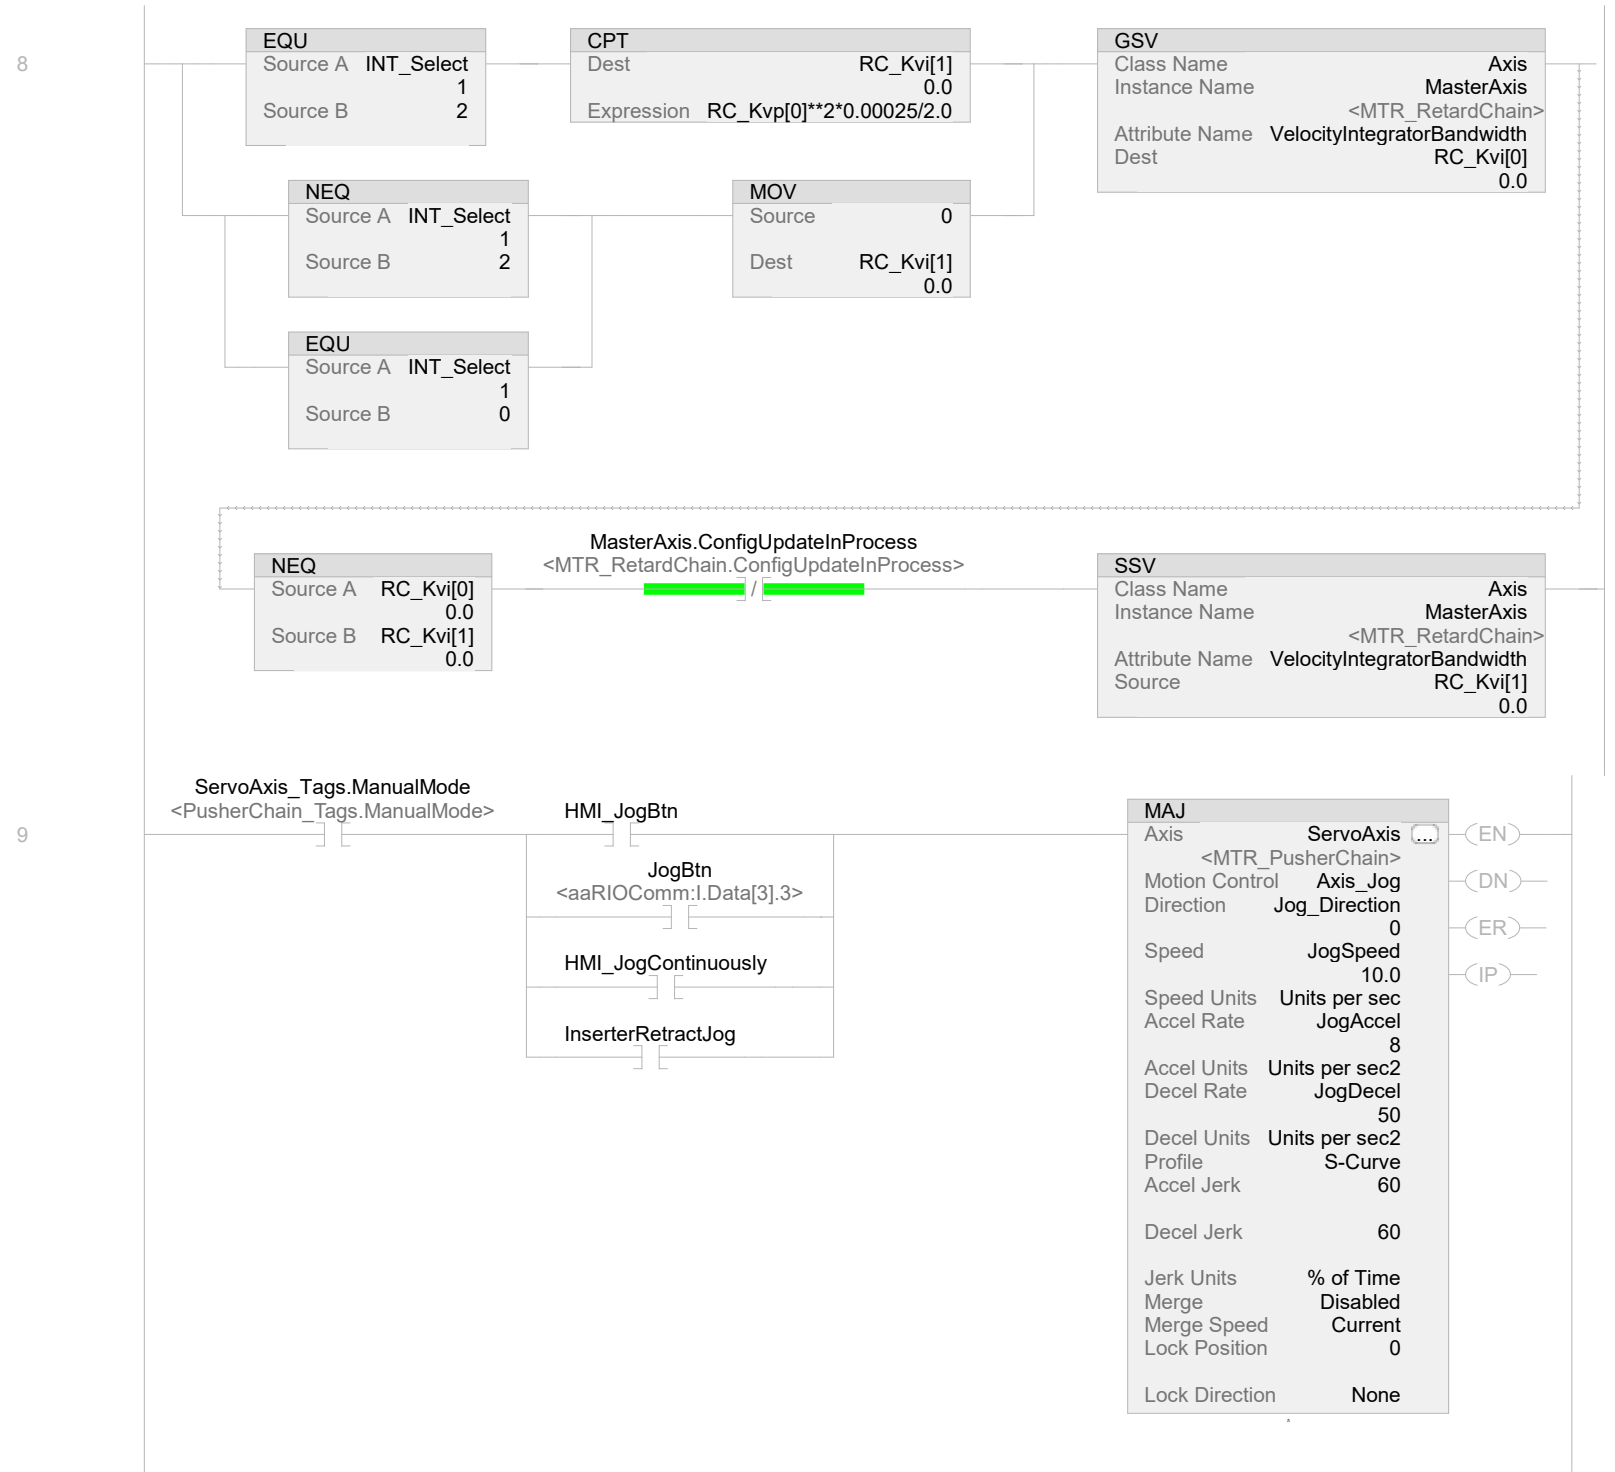 8
EQU
Source A INT_Select
1
Source B 2
CPT
Dest RC_Kvi[1]
0.0
Expression RC_Kvp[0]**2*0.00025/2.0
GSV
Class Name Axis
Instance Name MasterAxis
<MTR_RetardChain>
Attribute Name VelocityIntegratorBandwidth
Dest RC_Kvi[0]
0.0
NEQ
Source A INT_Select
1
Source B 2
MOV
Source 0
Dest RC_Kvi[1]
0.0
EQU
Source A INT_Select
1
Source B 0
NEQ
Source A RC_Kvi[0]
0.0
Source B RC_Kvi[1]
0.0
MasterAxis.ConfigUpdateInProcess
<MTR_RetardChain.ConfigUpdateInProcess>
/
SSV
Class Name Axis
Instance Name MasterAxis
<MTR_RetardChain>
Attribute Name VelocityIntegratorBandwidth
Source RC_Kvi[1]
0.0
9
ServoAxis_Tags.ManualMode
<PusherChain_Tags.ManualMode>
HMI_JogBtn
JogBtn
<aaRIOComm:I.Data[3].3>
HMI_JogContinuously
InserterRetractJog
MAJ
Axis ServoAxis ...
<MTR_PusherChain>
Motion Control Axis_Jog
Direction Jog_Direction
0
Speed JogSpeed
10.0
Speed Units Units per sec
Accel Rate JogAccel
8
Accel Units Units per sec2
Decel Rate JogDecel
50
Decel Units Units per sec2
Profile S-Curve
Accel Jerk 60
Decel Jerk 60
Jerk Units % of Time
Merge Disabled
Merge Speed Current
Lock Position 0
Lock Direction None
EN
DN
ER
IP